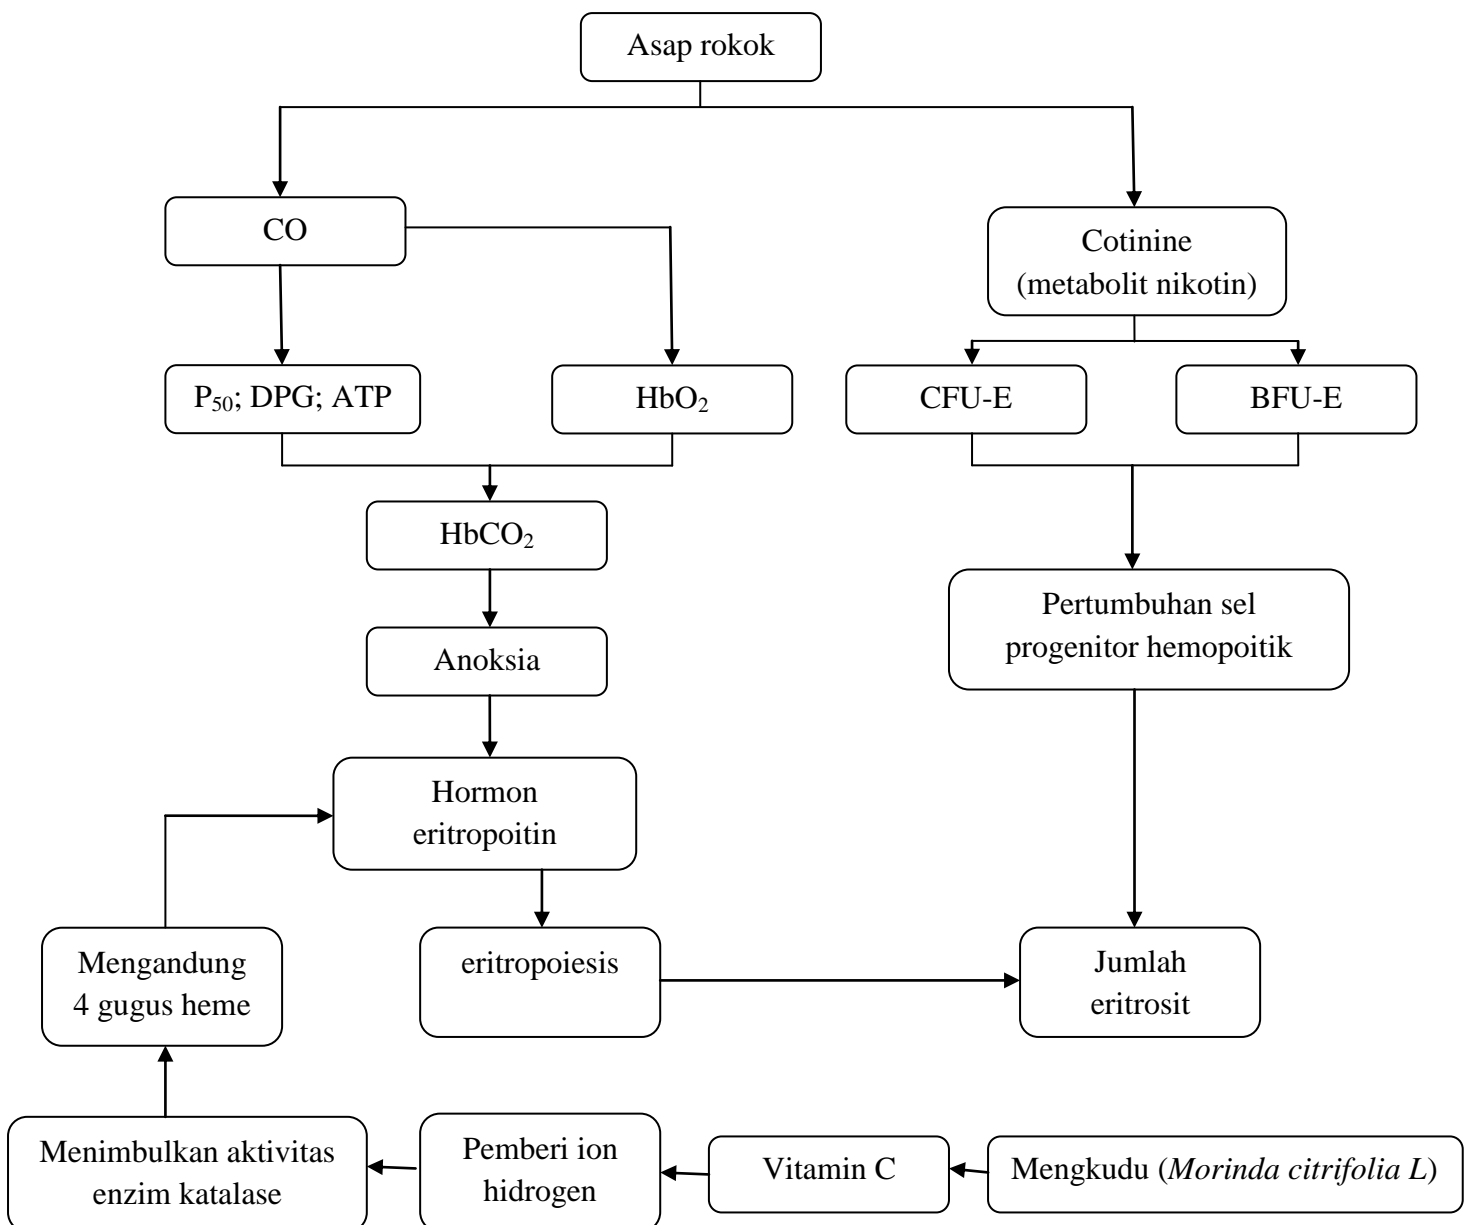 Asap rokok
CO
Cotinine
(metabolit nikotin)
P₅₀; DPG; ATP
HbO₂
CFU-E
BFU-E
HbCO₂
Pertumbuhan sel
progenitor hemopoitik
Anoksia
Hormon
eritropoitin
Mengandung
4 gugus heme
eritropoiesis
Jumlah
eritrosit
Menimbulkan aktivitas
enzim katalase
Pemberi ion
hidrogen
Vitamin C
Mengkudu (Morinda citrifolia L)